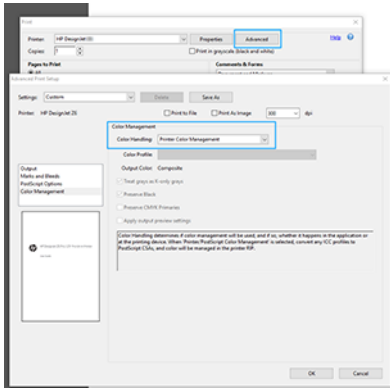 Print
Printer: HP DesignJet Properties Advanced Help
Copies: 1 Print in grayscale (black and white)
Pages to Print Comments & Forms
All
Advanced Print Setup
Settings: Custom Delete Save As
Printer: HP DesignJet Print to File Print As Image 300 dpi
Color Management
Color Handling: Printer Color Management
Color Profile:
Output Color: Composite
Output
Marks and Bleeds
PostScript Options
Color Management
Treat grays as K-only grays
Preserve Black
Preserve CMYK Primaries
Apply output preview settings
Color Handling determines if color management will be used, and if so, whether it happens in the application or
at the printing device. When 'Printer/PostScript Color Management' is selected, convert any ICC profiles to
PostScript CSAs, and color will be managed in the printer RIP.
OK Cancel